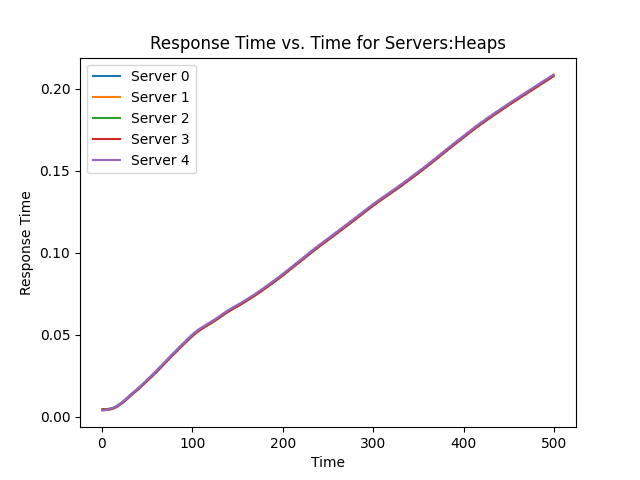 Response Time vs. Time for Servers:Heaps
Server 0
Server 1
Server 2
Server 3
Server 4
0.20
0.15
0.10
0.05
0.00
Response Time
0 100 200 300 400 500
Time